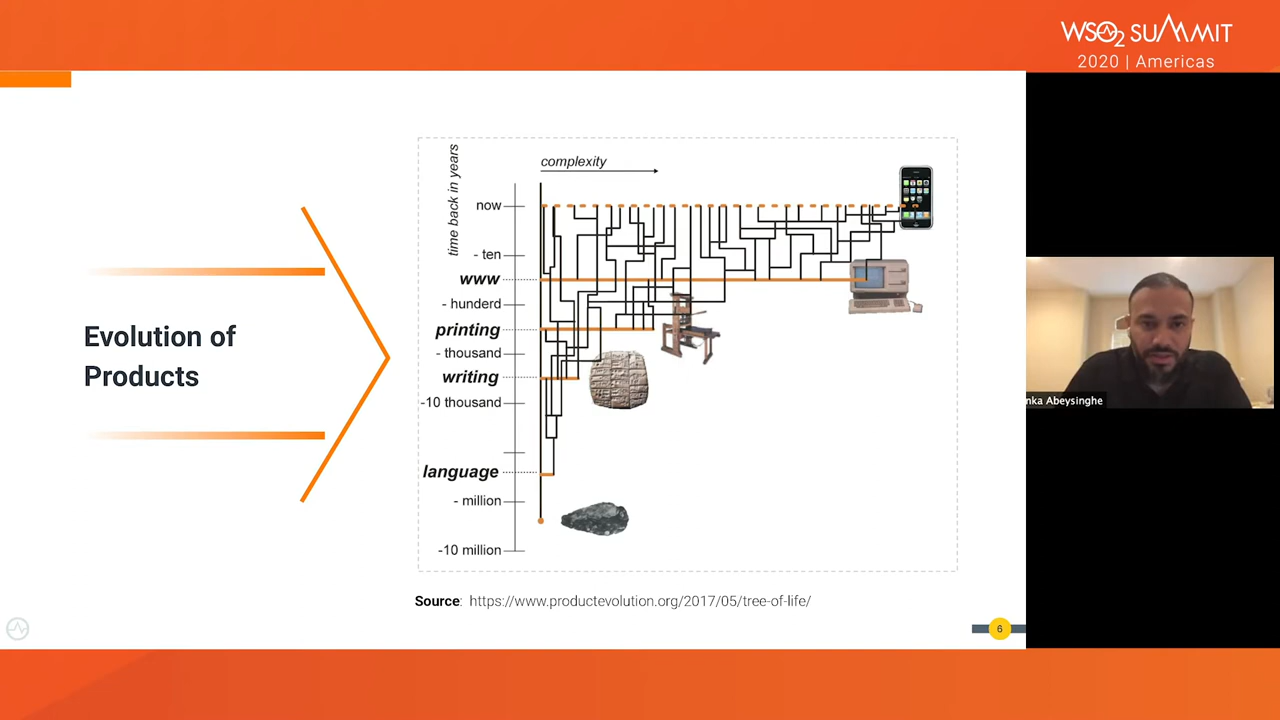 WSO2 SUMMIT
2020 | Americas
Evolution of
Products
time back in years
complexity
now
- ten
www
- hunderd
printing
- thousand
writing
-10 thousand
language
- million
-10 million
Source: https://www.productevolution.org/2017/05/tree-of-life/
6
nka Abeysinghe